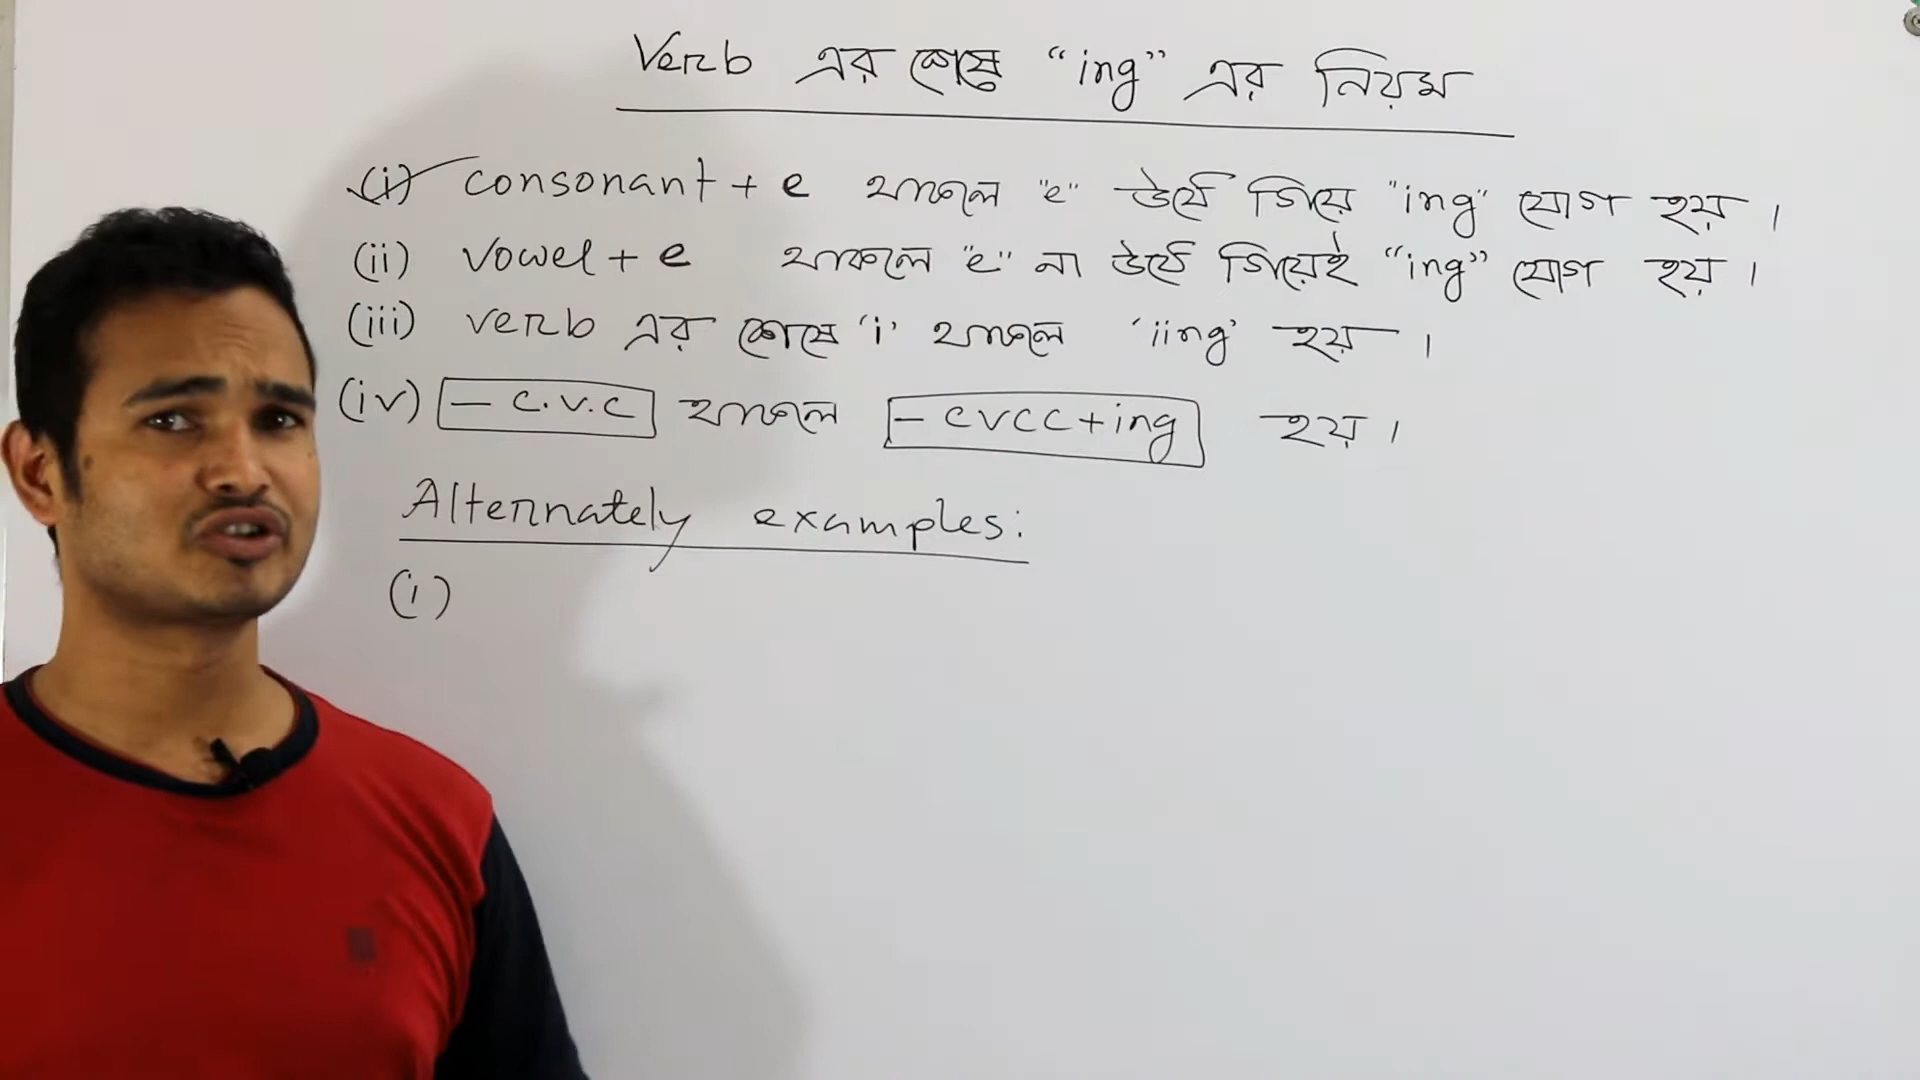 Verb এর শেষে “ing” এর নিয়ম
(i) consonant + e থাকলে "e" উঠে গিয়ে "ing" যোগ হয়।
(ii) vowel + e থাকলে "e" না উঠে গিয়েই “ing” যোগ হয়।
(iii) verb এর শেষে ‘i’ থাকলে ‘iing’ হয়।
(iv) – c.v.c থাকলে – cvcc+ing হয়।
Alternately examples:
(i)